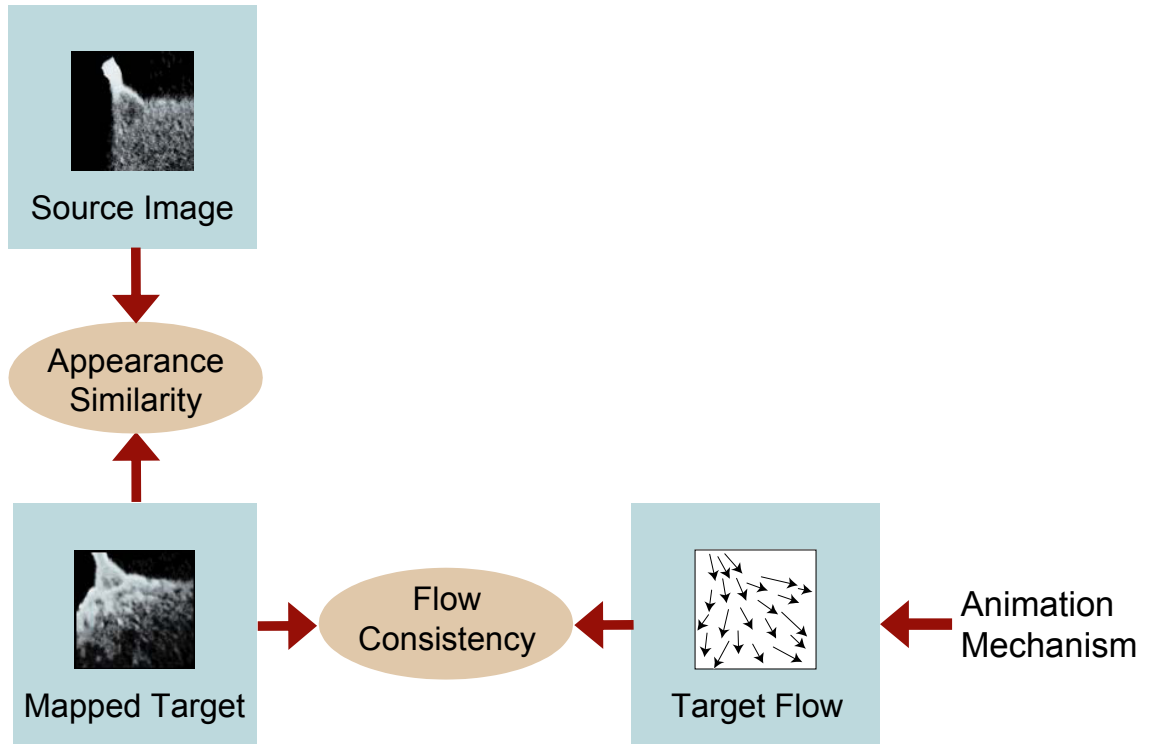 Source Image
Appearance
Similarity
Mapped Target
Flow
Consistency
Target Flow
Animation
Mechanism